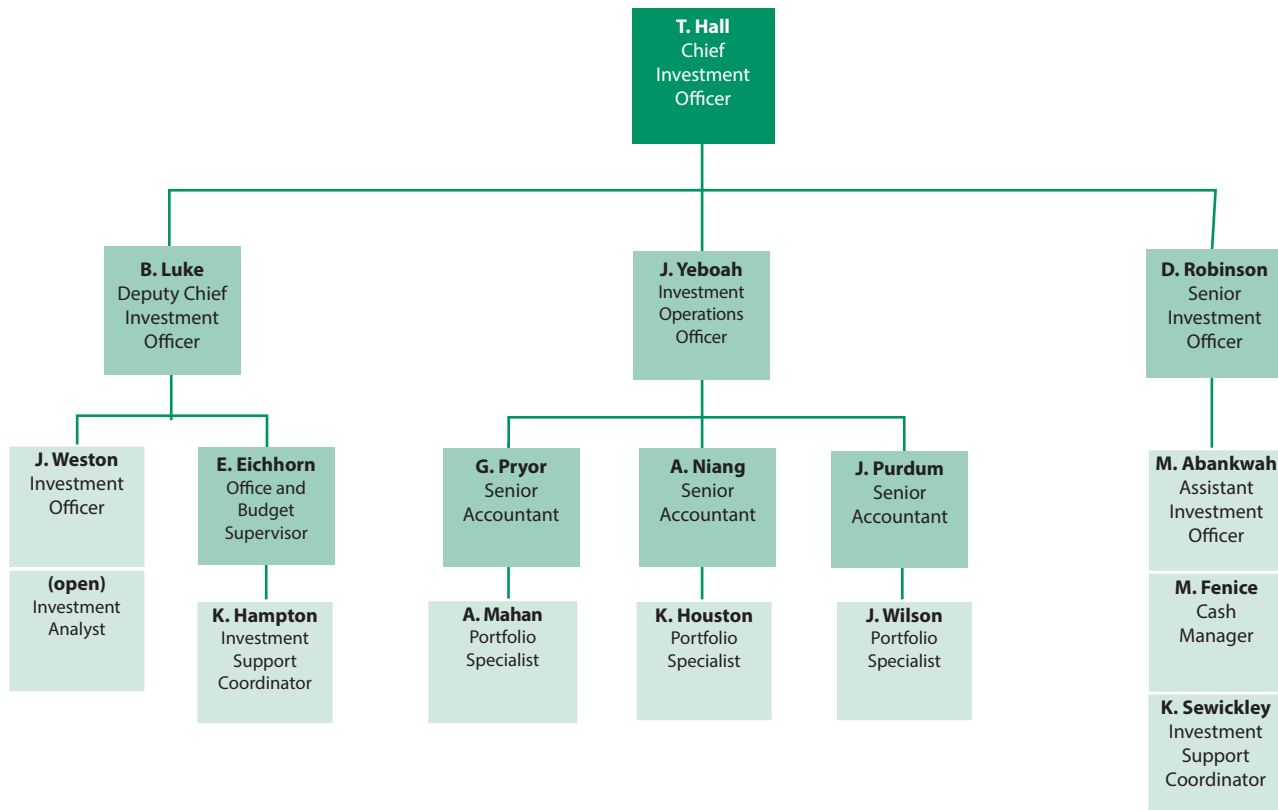 T. Hall
Chief
Investment
Officer
B. Luke
Deputy Chief
Investment
Officer
J. Yeboah
Investment
Operations
Officer
D. Robinson
Senior
Investment
Officer
J. Weston
Investment
Officer
(open)
Investment
Analyst
E. Eichhorn
Office and
Budget
Supervisor
K. Hampton
Investment
Support
Coordinator
G. Pryor
Senior
Accountant
A. Mahan
Portfolio
Specialist
A. Niang
Senior
Accountant
K. Houston
Portfolio
Specialist
J. Purdum
Senior
Accountant
J. Wilson
Portfolio
Specialist
M. Abankwah
Assistant
Investment
Officer
M. Fenice
Cash
Manager
K. Sewickley
Investment
Support
Coordinator